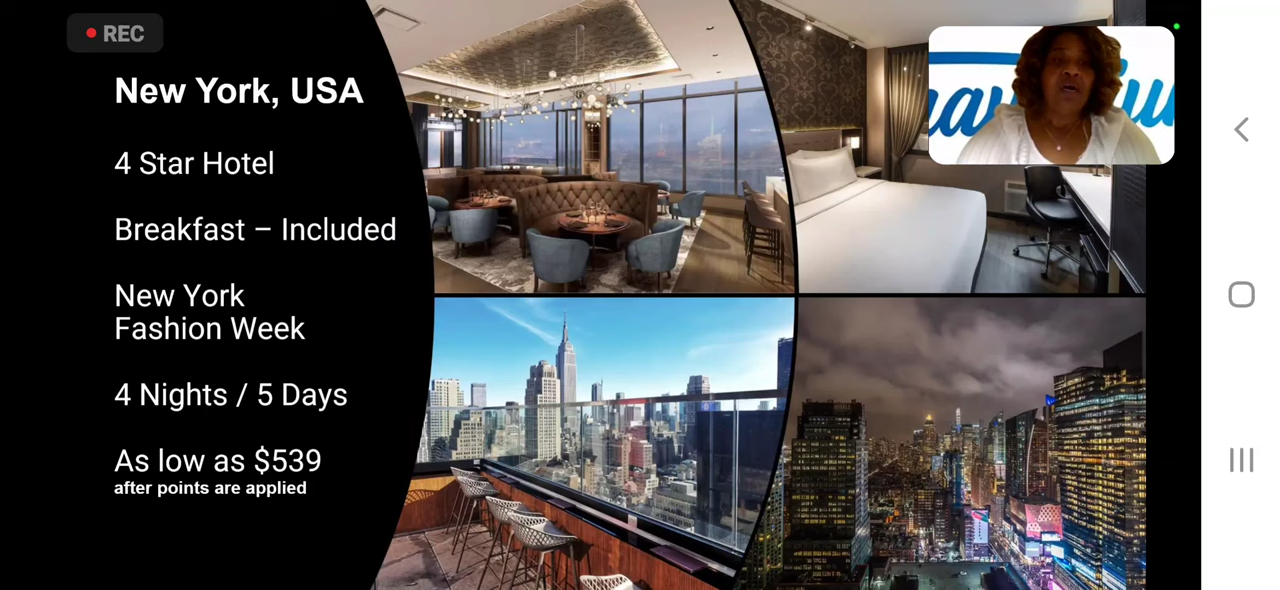 REC
New York, USA
4 Star Hotel
Breakfast – Included
New York
Fashion Week
4 Nights / 5 Days
As low as $539
after points are applied